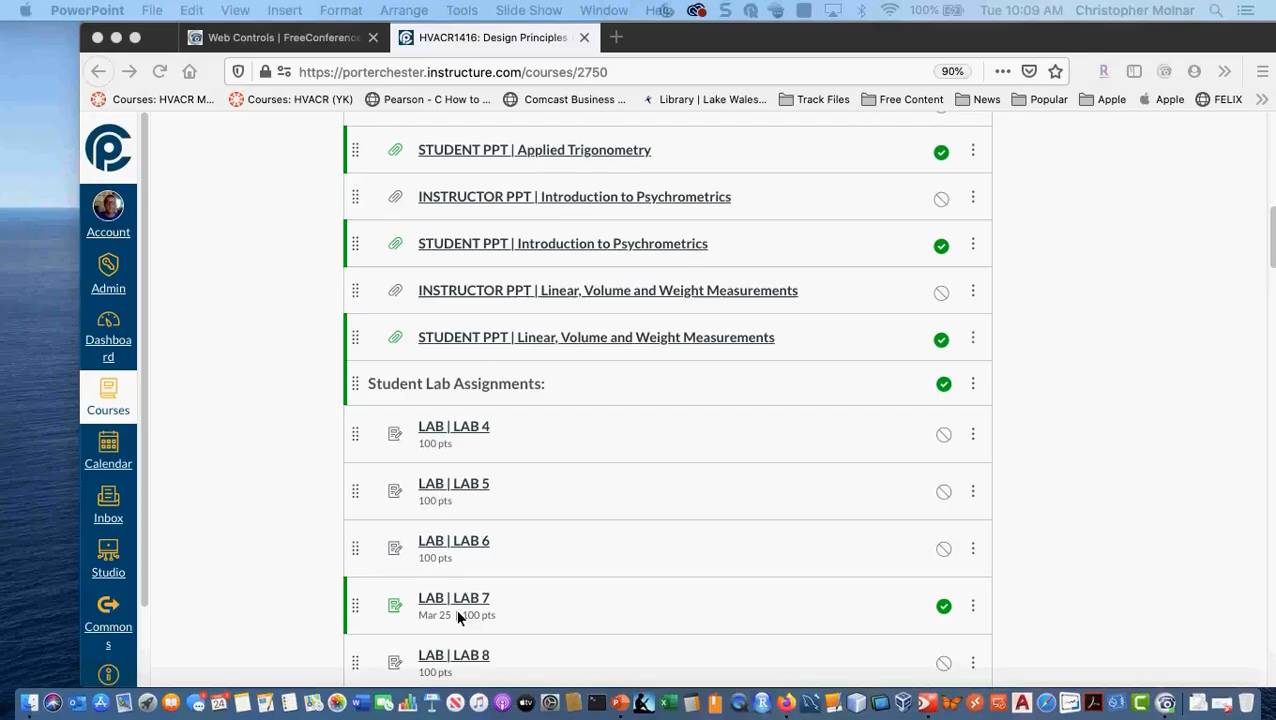 PowerPoint File Edit View Insert Format Arrange Tools Slide Show Window 100% Tue 10:09 AM Christopher Molnar
Web Controls | FreeConference
HVACR1416: Design Principles
https://porterchester.instructure.com/courses/2750
90%
Courses: HVACR M...
Courses: HVACR (YK)
Pearson - C How to ...
Comcast Business ...
Library | Lake Wales...
Track Files
Free Content
News
Popular
Apple
Apple
FELIX
Account
Admin
Dashboa
rd
Courses
Calendar
Inbox
Studio
Common
s
STUDENT PPT | Applied Trigonometry
INSTRUCTOR PPT | Introduction to Psychrometrics
STUDENT PPT | Introduction to Psychrometrics
INSTRUCTOR PPT | Linear, Volume and Weight Measurements
STUDENT PPT | Linear, Volume and Weight Measurements
Student Lab Assignments:
LAB | LAB 4
100 pts
LAB | LAB 5
100 pts
LAB | LAB 6
100 pts
LAB | LAB 7
Mar 25 | 100 pts
LAB | LAB 8
100 pts